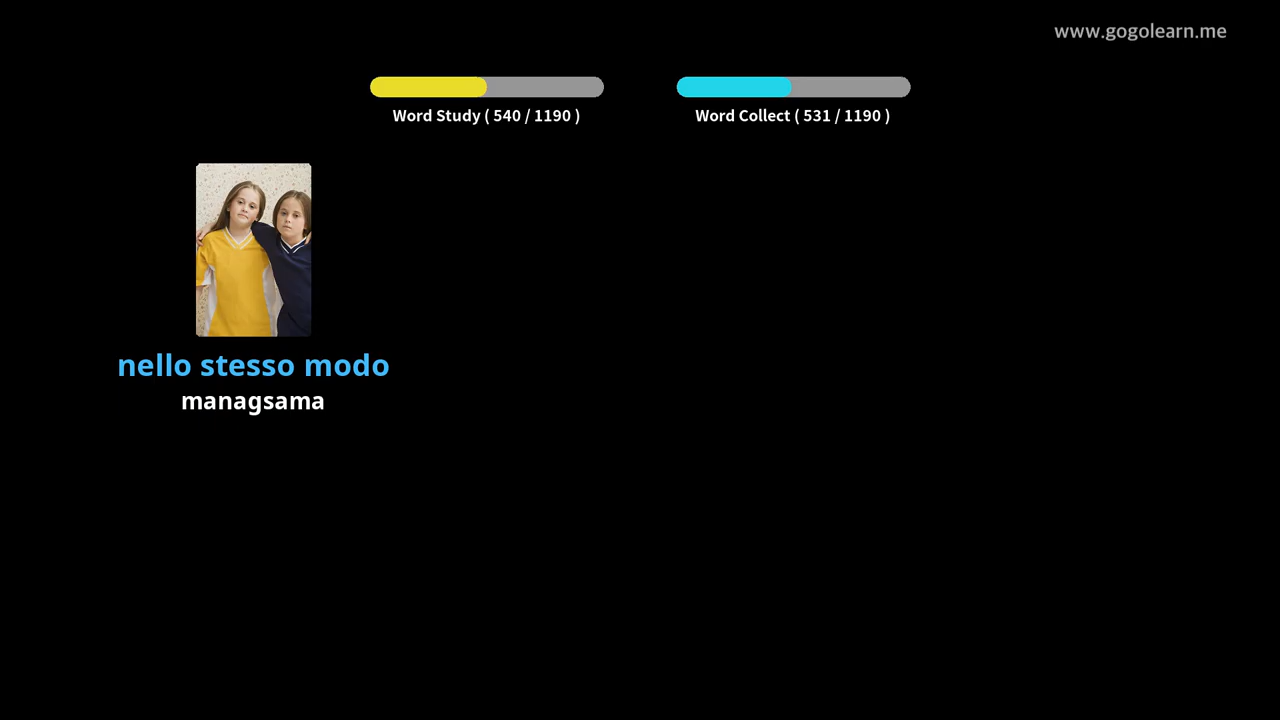 www.gogolearn.me
Word Study ( 540 / 1190 )
Word Collect ( 531 / 1190 )
nello stesso modo
managsama